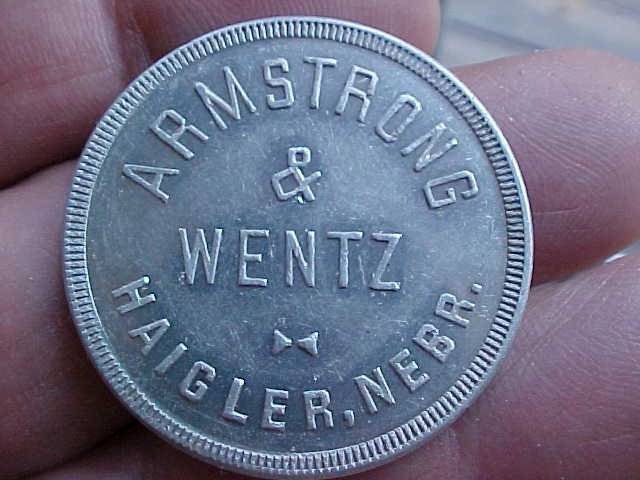 ARMSTRONG
&
WENTZ
HAIGLER, NEBR.